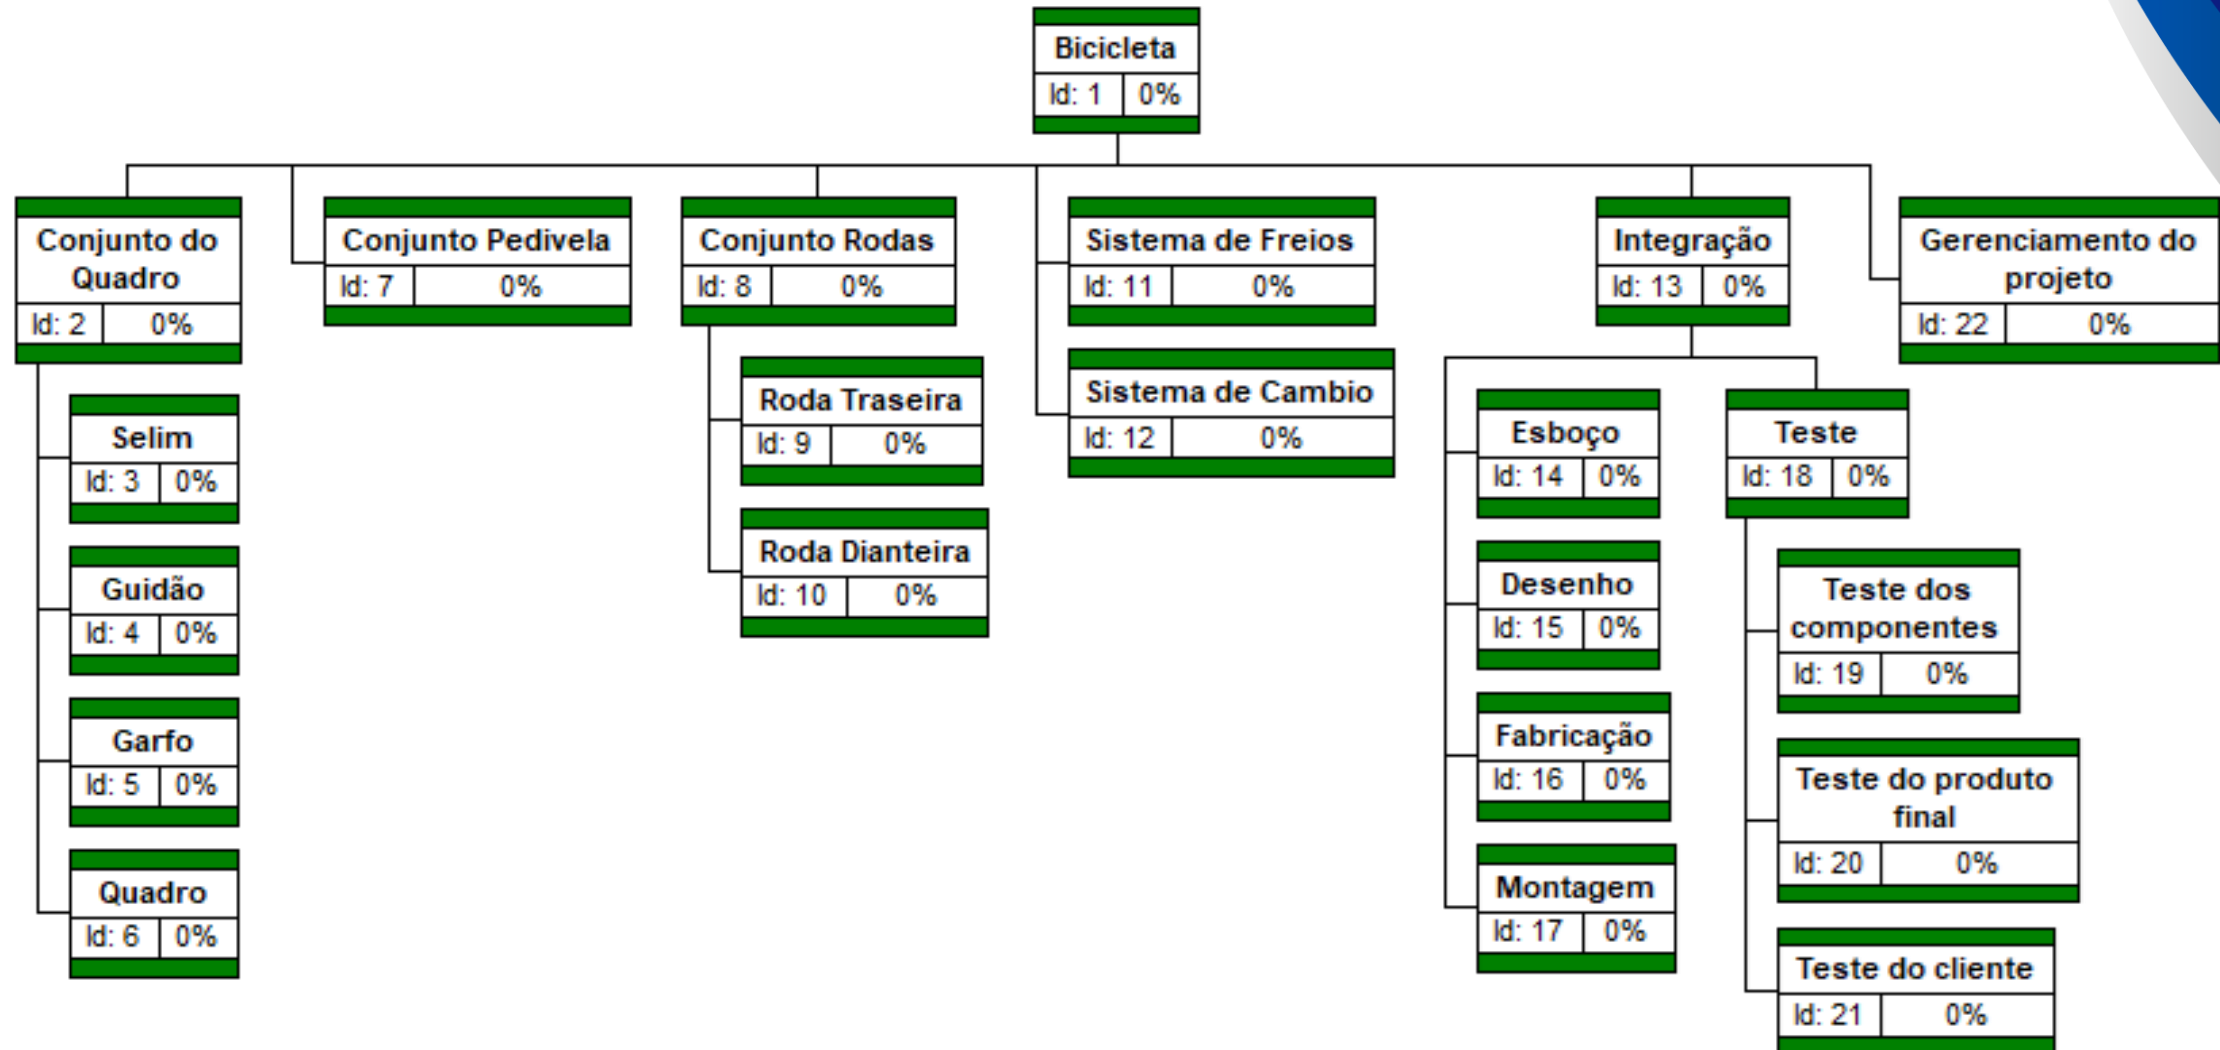 Bicicleta
Id: 1 0%
Conjunto do
Quadro
Id: 2 0%
Selim
Id: 3 0%
Guidão
Id: 4 0%
Garfo
Id: 5 0%
Quadro
Id: 6 0%
Conjunto Pedivela
Id: 7 0%
Conjunto Rodas
Id: 8 0%
Roda Traseira
Id: 9 0%
Roda Dianteira
Id: 10 0%
Sistema de Freios
Id: 11 0%
Sistema de Cambio
Id: 12 0%
Integração
Id: 13 0%
Esboço
Id: 14 0%
Desenho
Id: 15 0%
Fabricação
Id: 16 0%
Montagem
Id: 17 0%
Teste
Id: 18 0%
Teste dos
componentes
Id: 19 0%
Teste do produto
final
Id: 20 0%
Teste do cliente
Id: 21 0%
Gerenciamento do
projeto
Id: 22 0%